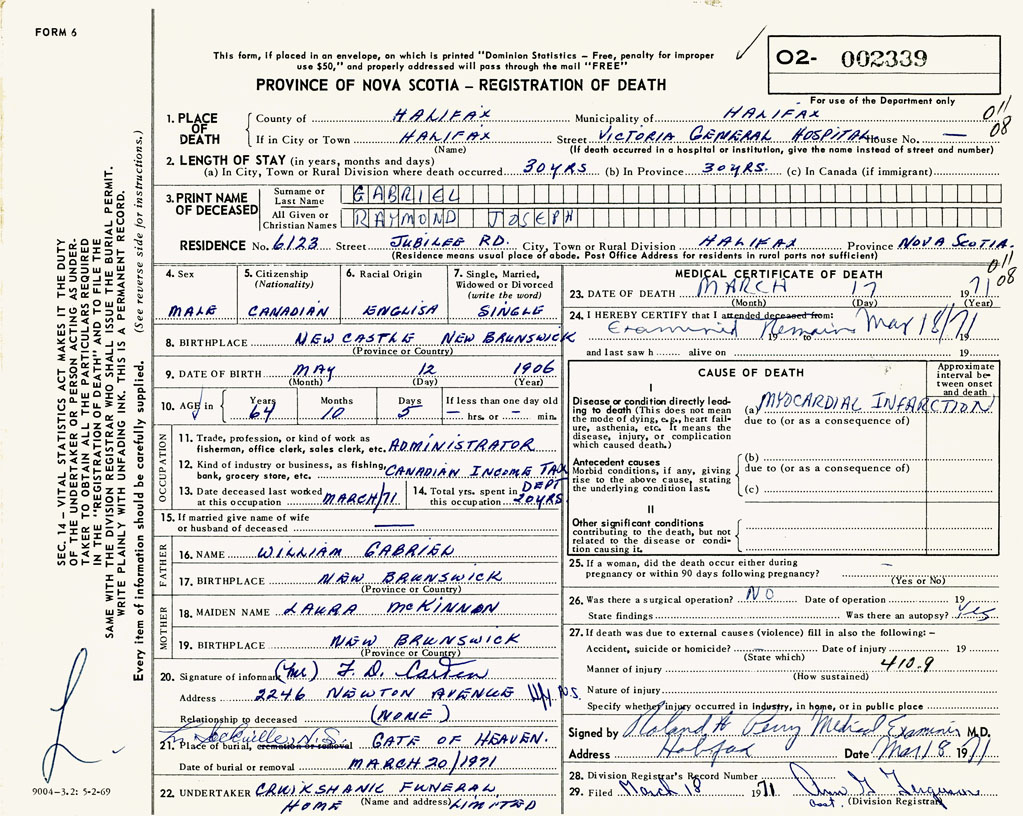 FORM 6
This form, if placed in an envelope, on which is printed "Dominion Statistics – Free, penalty for improper
use $50," and properly addressed will pass through the mail "FREE"
PROVINCE OF NOVA SCOTIA – REGISTRATION OF DEATH
O2- 002339
For use of the Department only
011
08
1. PLACE OF DEATH
County of HALIFAX Municipality of HALIFAX
If in City or Town HALIFAX Street VICTORIA GENERAL HOSPITAL House No. —
(Name) (If death occurred in a hospital or institution, give the name instead of street and number)
2. LENGTH OF STAY (in years, months and days)
(a) In City, Town or Rural Division where death occurred 30 YRS (b) In Province 30 YRS. (c) In Canada (if immigrant)
3. PRINT NAME OF DECEASED
Surname or Last Name GABRIEL
All Given or Christian Names RAYMOND JOSEPH
RESIDENCE No. 6123 Street JUBILEE RD. City, Town or Rural Division HALIFAX Province NOVA SCOTIA.
(Residence means usual place of abode. Post Office Address for residents in rural parts not sufficient)
011
08
4. Sex
MALE
5. Citizenship (Nationality)
CANADIAN
6. Racial Origin
ENGLISH
7. Single, Married, Widowed or Divorced (write the word)
SINGLE
8. BIRTHPLACE NEW CASTLE NEW BRUNSWICK
(Province or Country)
9. DATE OF BIRTH MAY 12 1906
(Month) (Day) (Year)
10. AGE in Years Months Days If less than one day old
64 10 5 — hrs. or — min.
OCCUPATION
11. Trade, profession, or kind of work as
fisherman, office clerk, sales clerk, etc. ADMINISTRATOR
12. Kind of industry or business, as fishing,
bank, grocery store, etc. CANADIAN INCOME TAX DEPT
13. Date deceased last worked at this occupation MARCH/71
14. Total yrs. spent in this occupation 20 YRS
15. If married give name of wife
or husband of deceased —
FATHER
16. NAME WILLIAM GABRIEL
17. BIRTHPLACE NEW BRUNSWICK
(Province or Country)
MOTHER
18. MAIDEN NAME LAURA McKINNON
19. BIRTHPLACE NEW BRUNSWICK
(Province or Country)
20. Signature of informant (Mr) F. D.
Address 2246 NEWTON AVENUE Hfx N.S.
Relationship to deceased (NONE)
Lr Sackville N.S.
21. Place of burial, cremation or removal GATE OF HEAVEN.
Date of burial or removal MARCH 20/1971
22. UNDERTAKER CRUIKSHANK FUNERAL
HOME (Name and address) LIMITED
MEDICAL CERTIFICATE OF DEATH
23. DATE OF DEATH MARCH 17 1971
(Month) (Day) (Year)
24. I HEREBY CERTIFY that I attended deceased from:
Examined Remains Mar 18/71
19 to
and last saw h alive on 19
CAUSE OF DEATH
Approximate interval between onset and death
I
Disease or condition directly leading to death (This does not
mean the mode of dying, e.g., heart failure, asthenia, etc. It means the
disease, injury, or complication
which caused death.)
(a) MYOCARDIAL INFARCTION
due to (or as a consequence of)
Antecedent causes
Morbid conditions, if any, giving
rise to the above cause, stating
the underlying condition last.
(b)
due to (or as a consequence of)
(c)
II
Other significant conditions
contributing to the death, but not
related to the disease or condition causing it.
25. If a woman, did the death occur either during
pregnancy or within 90 days following pregnancy? –
(Yes or No)
26. Was there a surgical operation? NO Date of operation 19
State findings Was there an autopsy? Yes
27. If death was due to external causes (violence) fill in also the following:–
Accident, suicide or homicide? — Date of injury 19
(State which)
Manner of injury 410.9
(How sustained)
Nature of injury
Specify whether injury occurred in industry, in home, or in public place
Signed by Roland H Perry Medical Examiner M.D.
Address Halifax Date Mar 18 1971
28. Division Registrar's Record Number
29. Filed March 18 1971 Ann G Ferguson
asst. (Division Registrar)
SEC. 14 – VITAL STATISTICS ACT MAKES IT THE DUTY
OF THE UNDERTAKER OR PERSON ACTING AS UNDERTAKER TO OBTAIN ALL THE PARTICULARS REQUIRED
IN THE "REGISTRATION OF DEATH" AND TO FILE THE
SAME WITH THE DIVISION REGISTRAR WHO SHALL ISSUE THE BURIAL PERMIT.
WRITE PLAINLY WITH UNFADING INK. THIS IS A PERMANENT RECORD.
Every item of information should be carefully supplied. (See reverse side for instructions.)
9004–3.2: 5-2-69